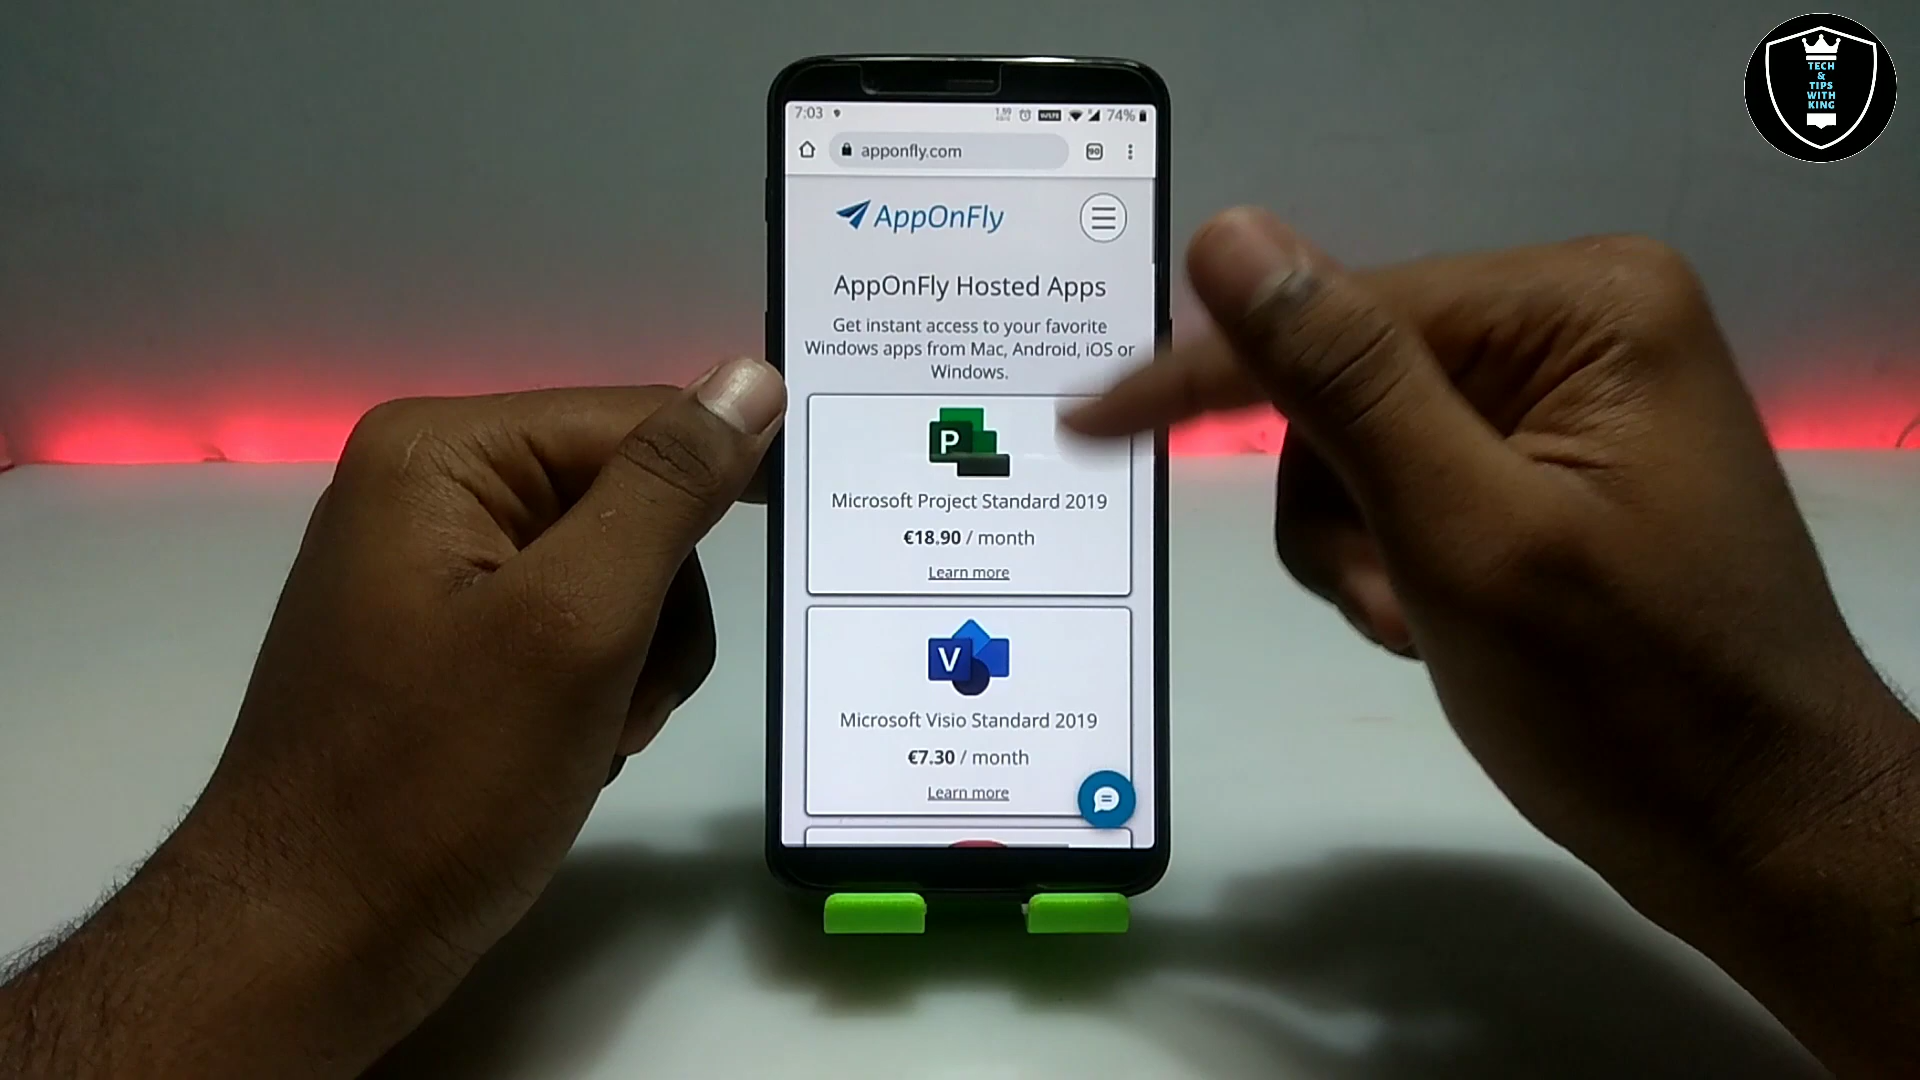 TECH
&
TIPS
WITH
KING
7:03
74%
apponfly.com
90
AppOnFly
AppOnFly Hosted Apps
Get instant access to your favorite
Windows apps from Mac, Android, iOS or
Windows.
P
Microsoft Project Standard 2019
€18.90 / month
Learn more
V
Microsoft Visio Standard 2019
€7.30 / month
Learn more